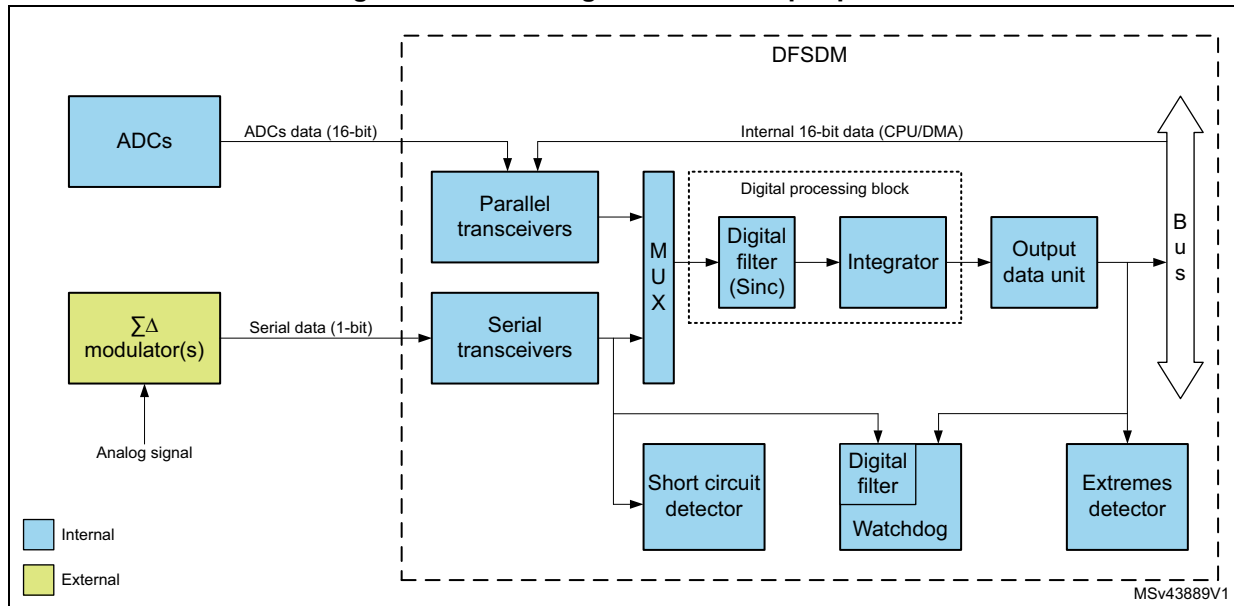 DFSDM
ADCs
ADCs data (16-bit)
Internal 16-bit data (CPU/DMA)
Parallel
transceivers
MUX
Digital processing block
Digital
filter
(Sinc)
Integrator
Output
data unit
Bus
∑Δ
modulator(s)
Serial data (1-bit)
Serial
transceivers
Analog signal
Short circuit
detector
Digital
filter
Watchdog
Extremes
detector
Internal
External
MSv43889V1